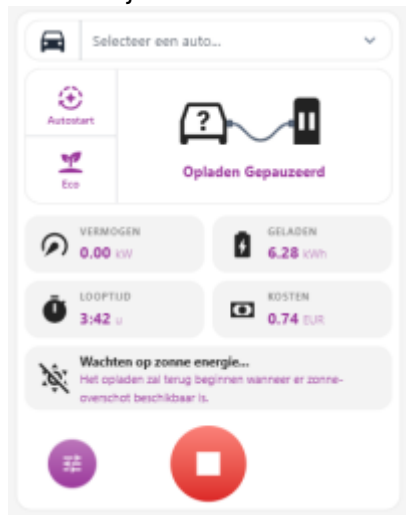 Selecteer een auto...
Autostart
Eco
?
Opladen Gepauzeerd
VERMOGEN
0.00 kW
GELADEN
6.28 kWh
LOOPTIJD
3:42 u
KOSTEN
0.74 EUR
Wachten op zonne energie...
Het opladen zal terug beginnen wanneer er zonne-
overschot beschikbaar is.